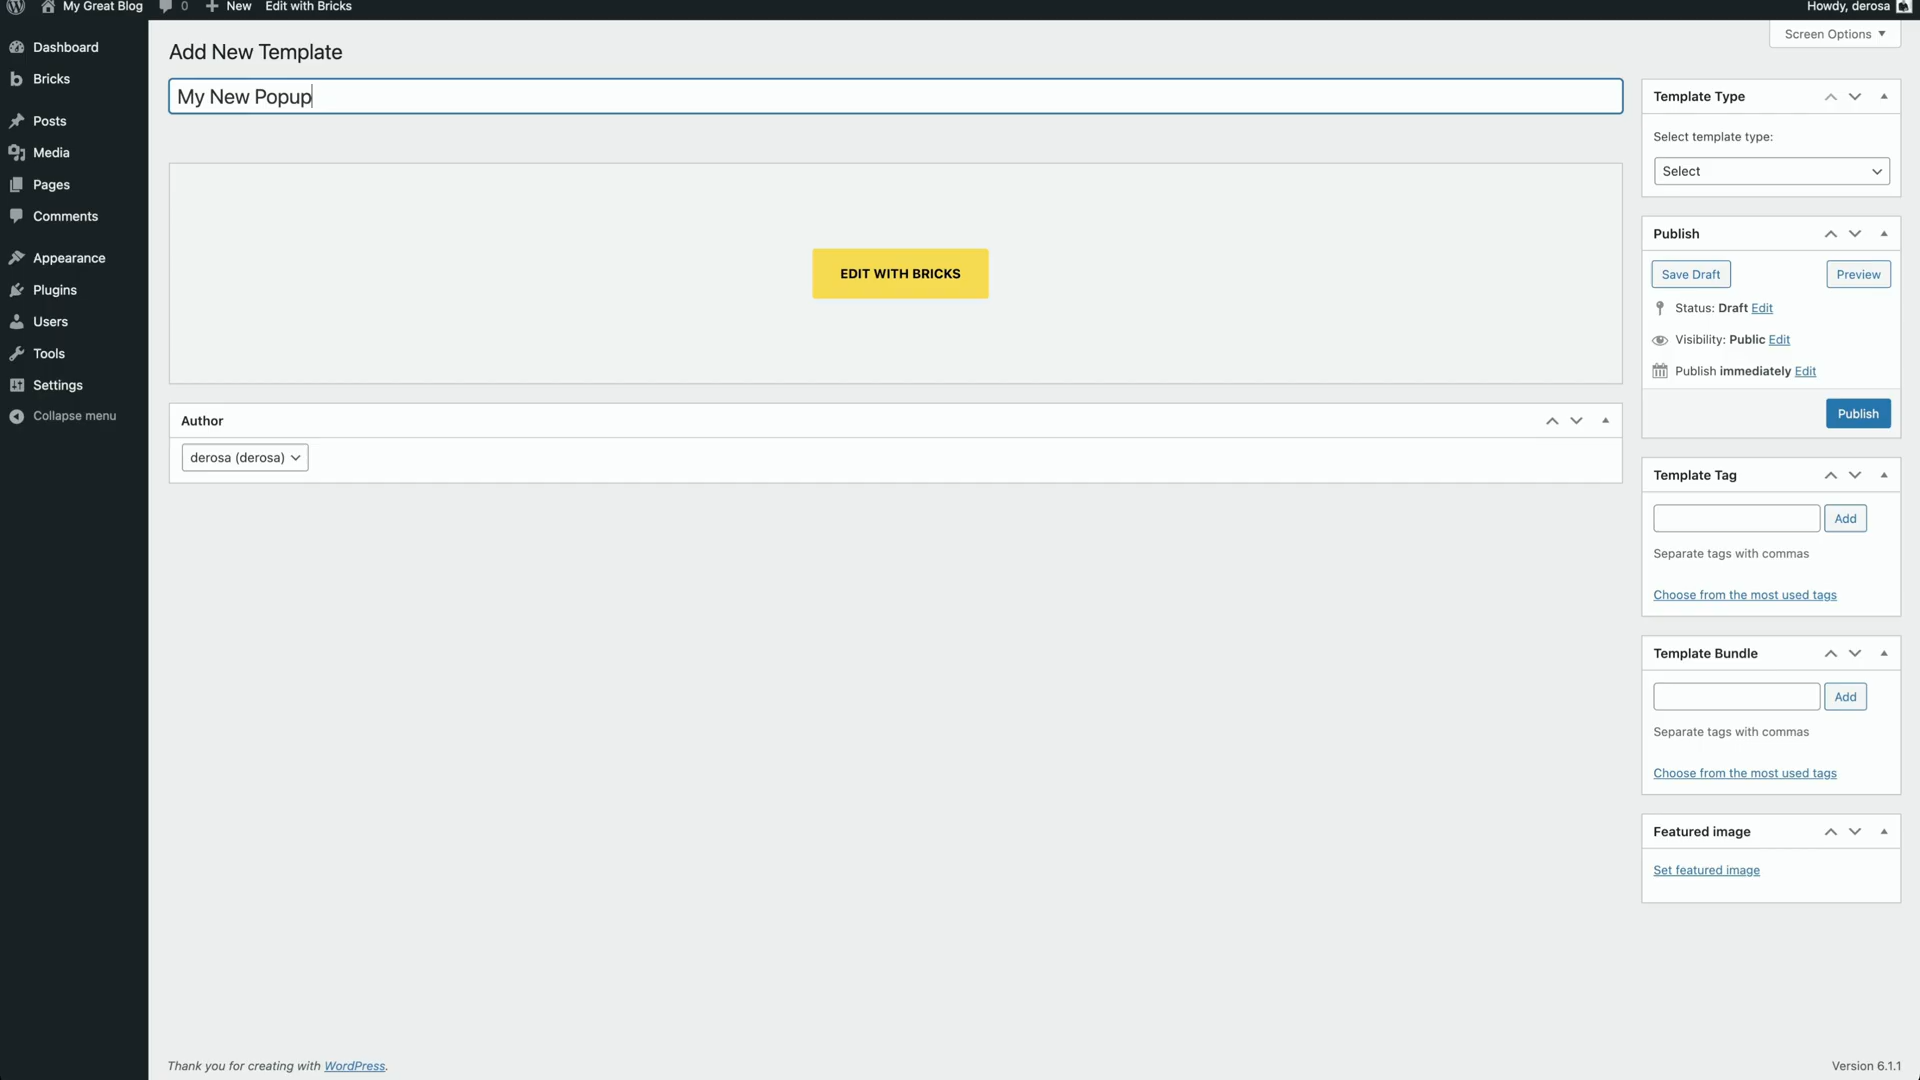 My Great Blog 0 New Edit with Bricks Howdy, derosa
Screen Options
Dashboard
Bricks
Posts
Media
Pages
Comments
Appearance
Plugins
Users
Tools
Settings
Collapse menu
Add New Template
My New Popup
EDIT WITH BRICKS
Author
derosa (derosa)
Template Type
Select template type:
Select
Publish
Save Draft Preview
Status: Draft Edit
Visibility: Public Edit
Publish immediately Edit
Publish
Template Tag
Add
Separate tags with commas
Choose from the most used tags
Template Bundle
Add
Separate tags with commas
Choose from the most used tags
Featured image
Set featured image
Thank you for creating with WordPress. Version 6.1.1